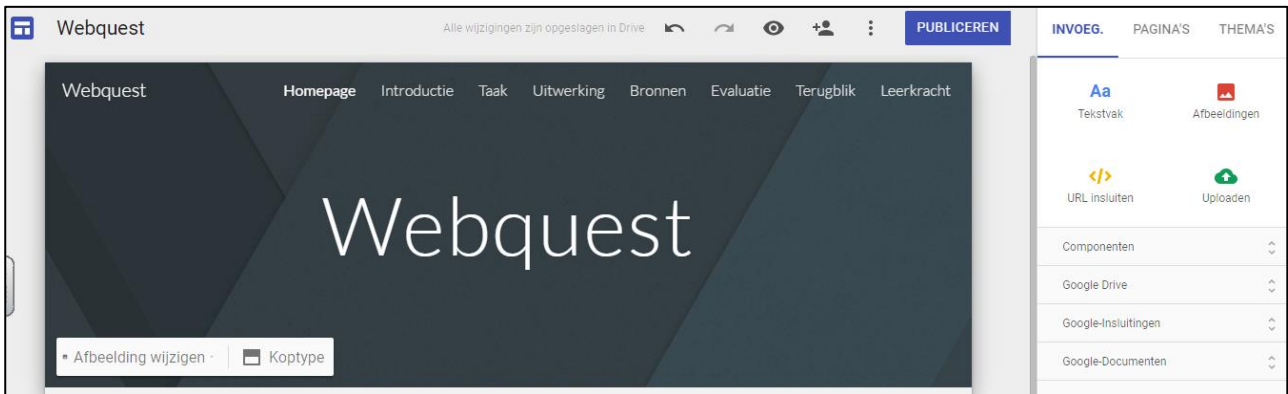 Webquest
Alle wijzigingen zijn opgeslagen in Drive
PUBLICEREN
INVOEG. PAGINA'S THEMA'S
Webquest
Homepage Introductie Taak Uitwerking Bronnen Evaluatie Terugblik Leerkracht
Webquest
Afbeelding wijzigen
Koptype
Aa
Tekstvak
Afbeeldingen
</>
URL insluiten
Uploaden
Componenten
Google Drive
Google-Insluitingen
Google-Documenten